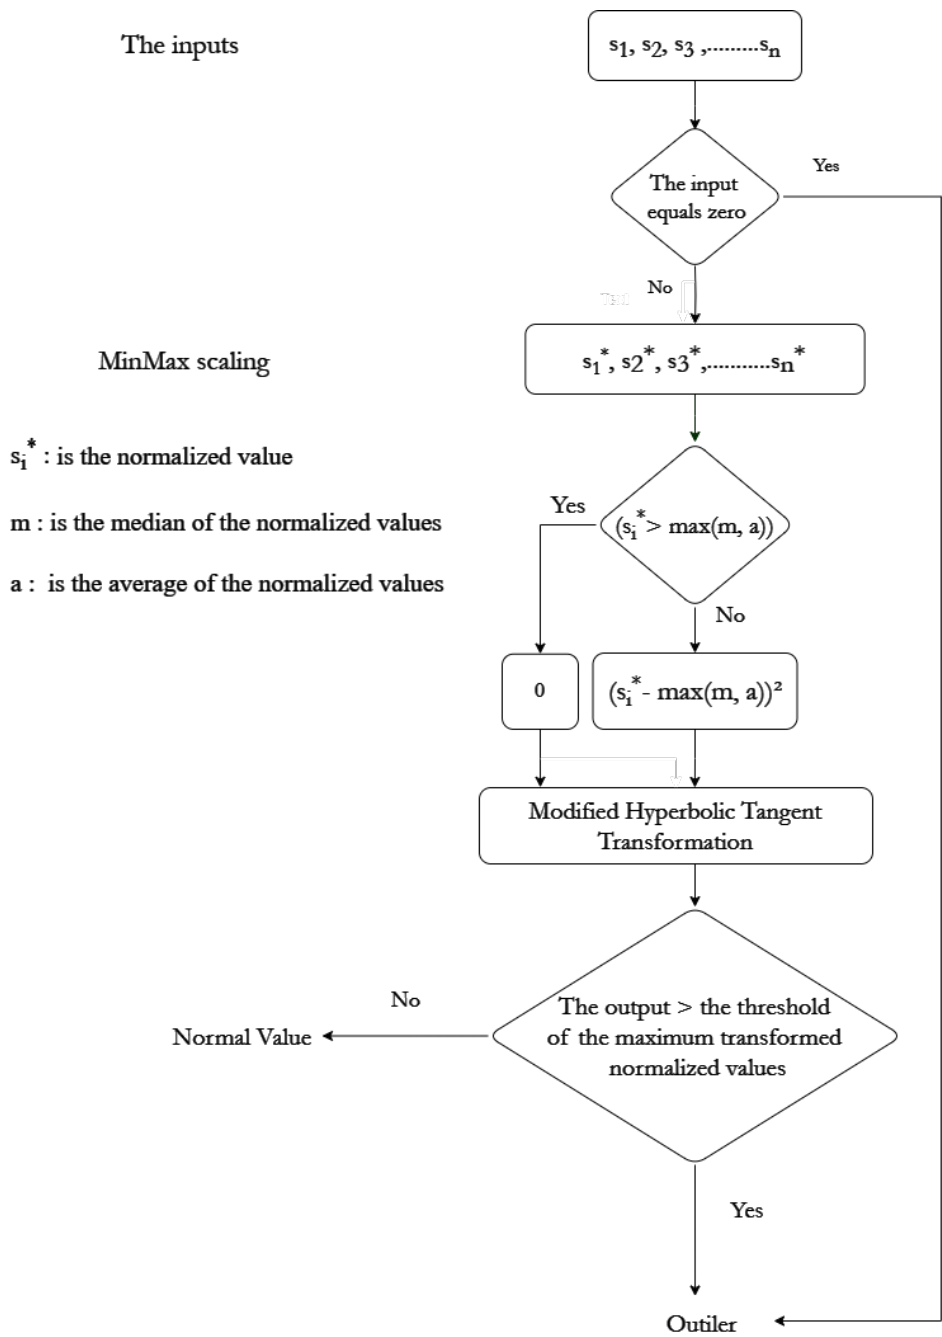 The inputs
s1, s2, s3 ,.........sn
Yes
The input
equals zero
No
Text
MinMax scaling
s1*, s2*, s3*,...........sn*
si* : is the normalized value
m : is the median of the normalized values
a : is the average of the normalized values
Yes
(si*> max(m, a))
No
0
(si*- max(m, a))²
Modified Hyperbolic Tangent
Transformation
No
The output > the threshold
of the maximum transformed
normalized values
Normal Value
Yes
Outiler